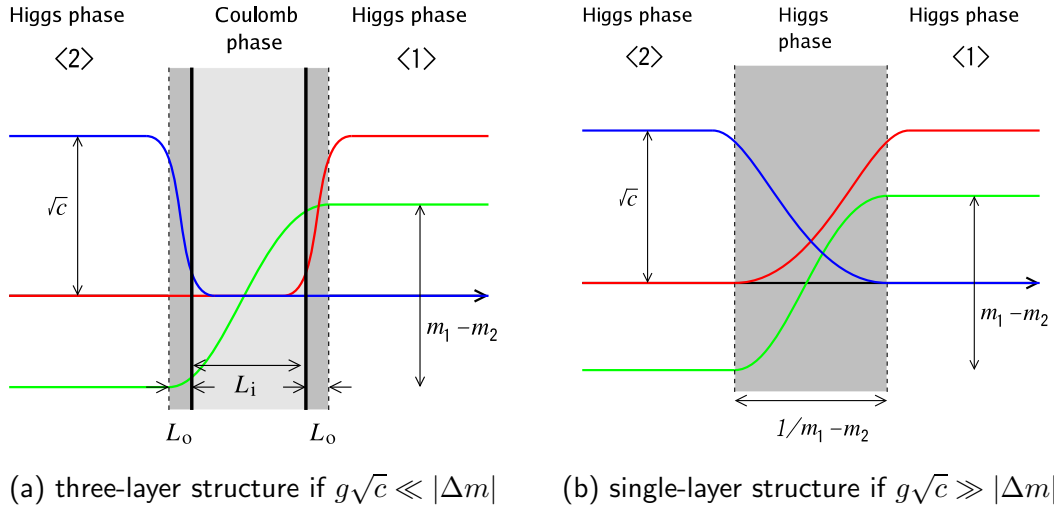 Higgs phase
Coulomb
phase
Higgs phase
⟨2⟩
⟨1⟩
√c
m₁ −m₂
Lᵢ
Lₒ
Lₒ
(a) three-layer structure if g√c ≪ |Δm|
Higgs phase
Higgs
phase
Higgs phase
⟨2⟩
⟨1⟩
√c
m₁ −m₂
1/m₁ −m₂
(b) single-layer structure if g√c ≫ |Δm|